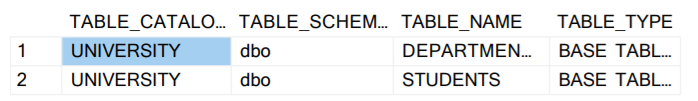 TABLE_CATALO... TABLE_SCHEM... TABLE_NAME TABLE_TYPE
1 UNIVERSITY dbo DEPARTMEN... BASE TABL...
2 UNIVERSITY dbo STUDENTS BASE TABL...